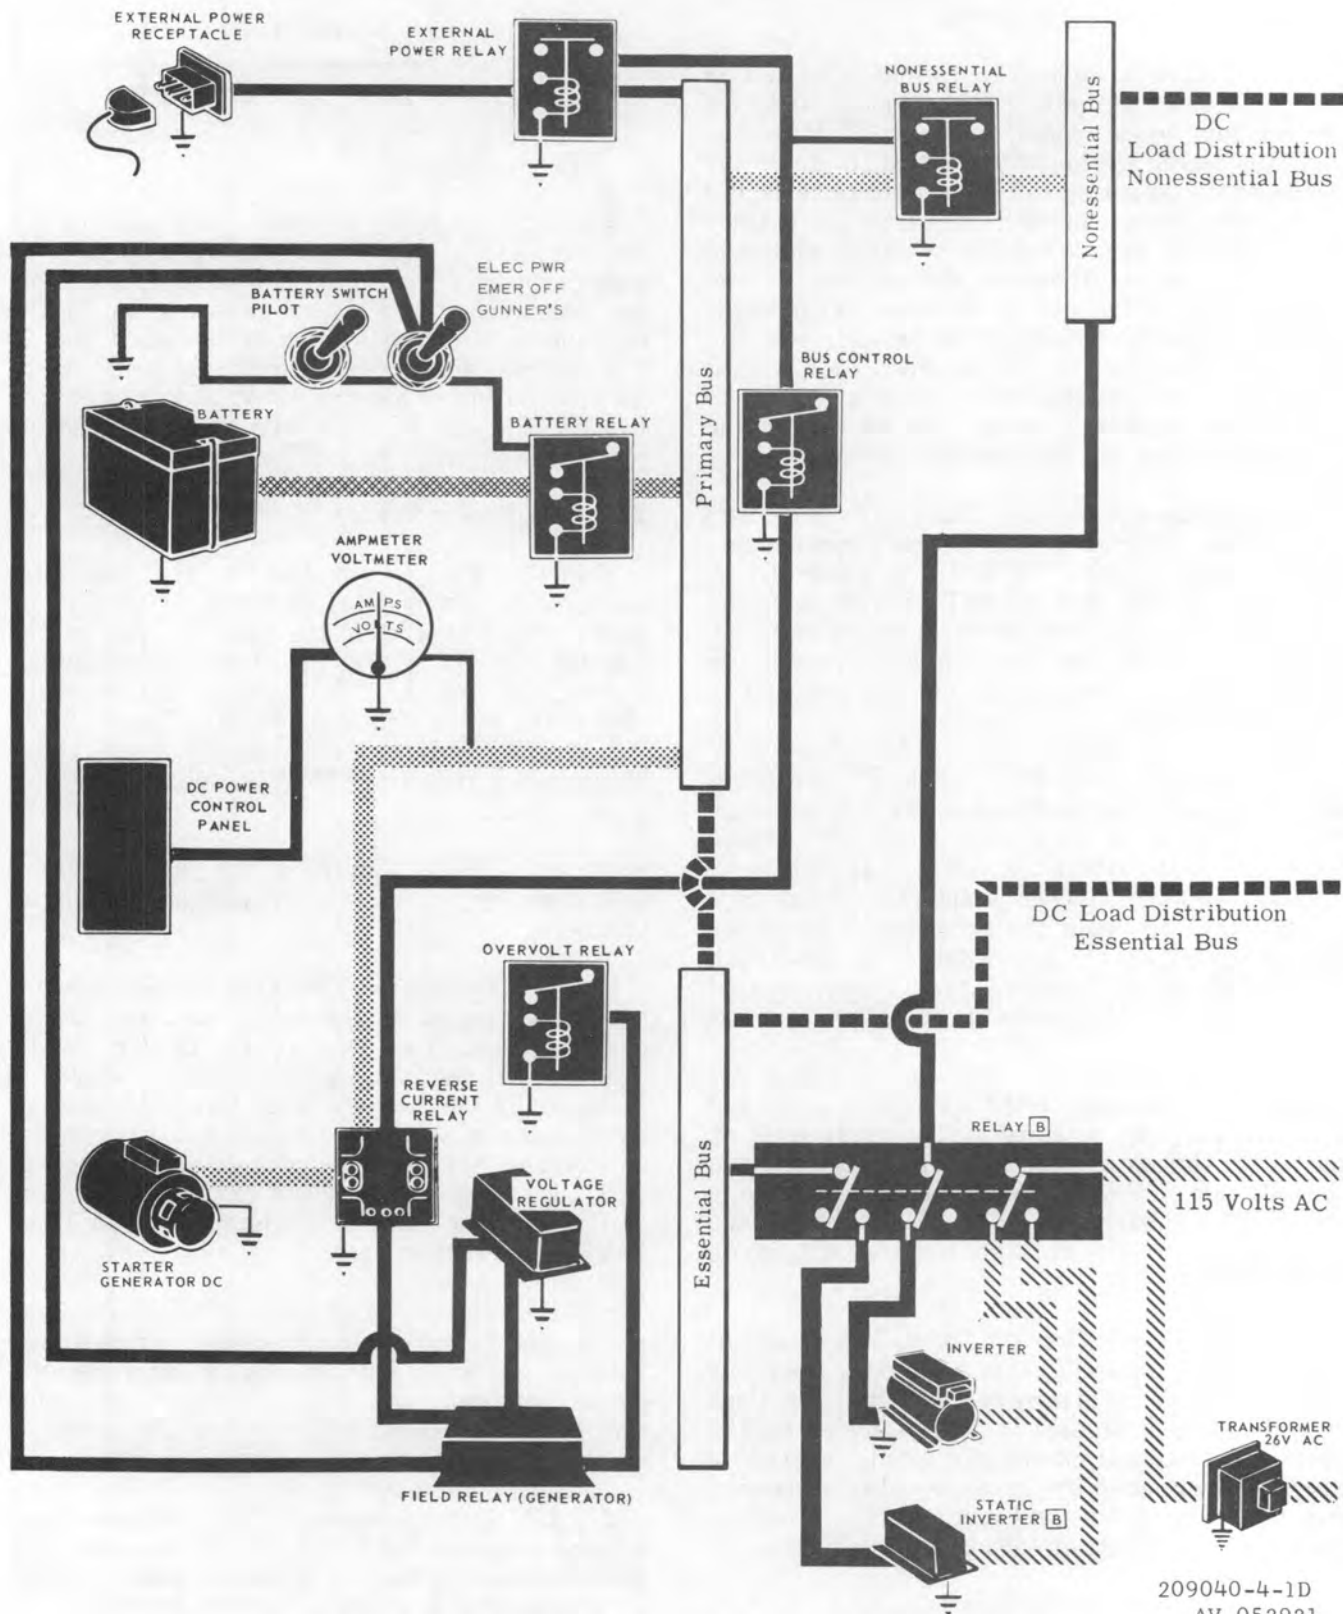 EXTERNAL POWER
RECEPTACLE
EXTERNAL
POWER RELAY
NONESSENTIAL
BUS RELAY
Nonessential Bus
DC
Load Distribution
Nonessential Bus
ELEC PWR
EMER OFF
GUNNER'S
BATTERY SWITCH
PILOT
BATTERY
BATTERY RELAY
Primary Bus
BUS CONTROL
RELAY
AMPMETER
VOLTMETER
AMPS
VOLTS
DC POWER
CONTROL
PANEL
DC Load Distribution
Essential Bus
OVERVOLT RELAY
REVERSE
CURRENT
RELAY
Essential Bus
RELAY B
115 Volts AC
VOLTAGE
REGULATOR
STARTER
GENERATOR DC
INVERTER
TRANSFORMER
26V AC
FIELD RELAY (GENERATOR)
STATIC
INVERTER B
209040-4-1D